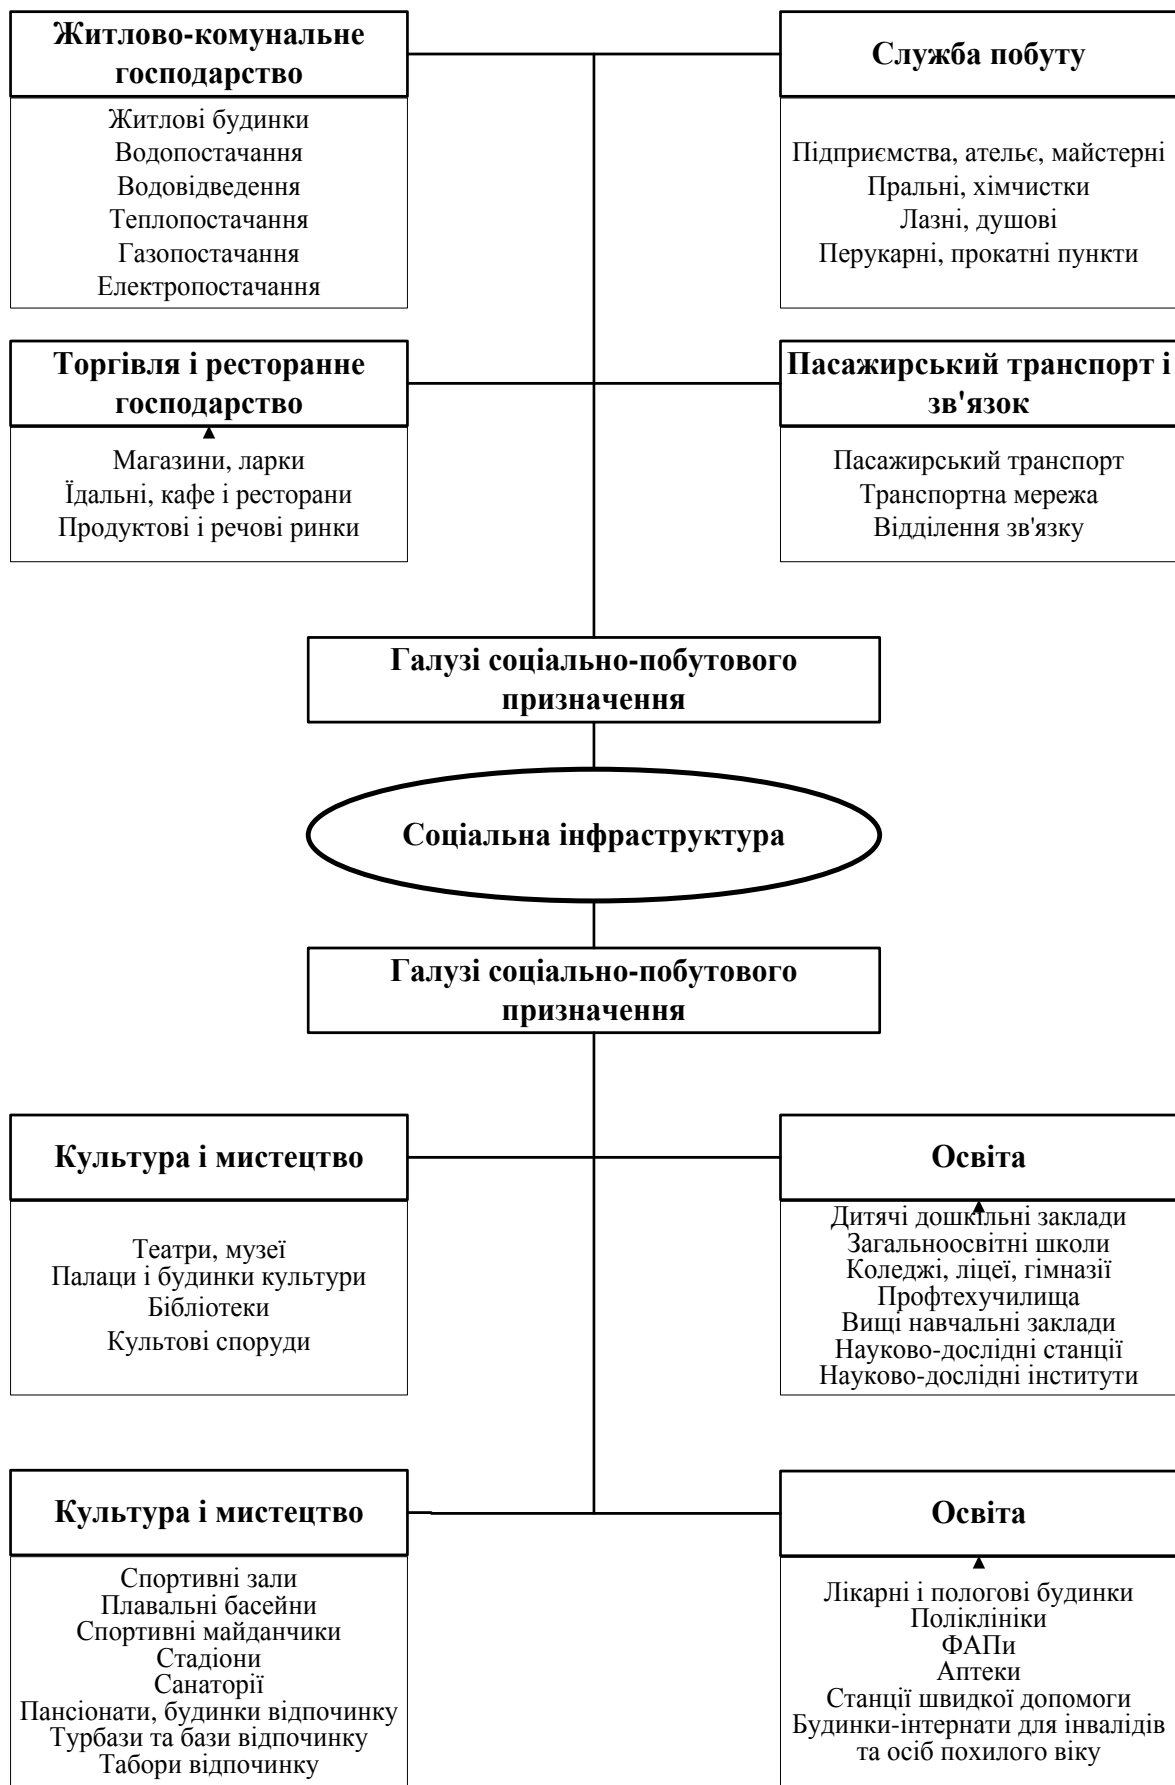 Житлово-комунальне
господарство
Житлові будинки
Водопостачання
Водовідведення
Теплопостачання
Газопостачання
Електропостачання
Служба побуту
Підприємства, ательє, майстерні
Пральні, хімчистки
Лазні, душові
Перукарні, прокатні пункти
Торгівля і ресторанне
господарство
Магазини, ларки
Їдальні, кафе і ресторани
Продуктові і речові ринки
Пасажирський транспорт і
зв'язок
Пасажирський транспорт
Транспортна мережа
Відділення зв'язку
Галузі соціально-побутового
призначення
Соціальна інфраструктура
Галузі соціально-побутового
призначення
Культура і мистецтво
Театри, музеї
Палаци і будинки культури
Бібліотеки
Культові споруди
Освіта
Дитячі дошкільні заклади
Загальноосвітні школи
Коледжі, ліцеї, гімназії
Профтехучилища
Вищі навчальні заклади
Науково-дослідні станції
Науково-дослідні інститути
Культура і мистецтво
Спортивні зали
Плавальні басейни
Спортивні майданчики
Стадіони
Санаторії
Пансіонати, будинки відпочинку
Турбази та бази відпочинку
Табори відпочинку
Освіта
Лікарні і пологові будинки
Поліклініки
ФАПи
Аптеки
Станції швидкої допомоги
Будинки-інтернати для інвалідів
та осіб похилого віку